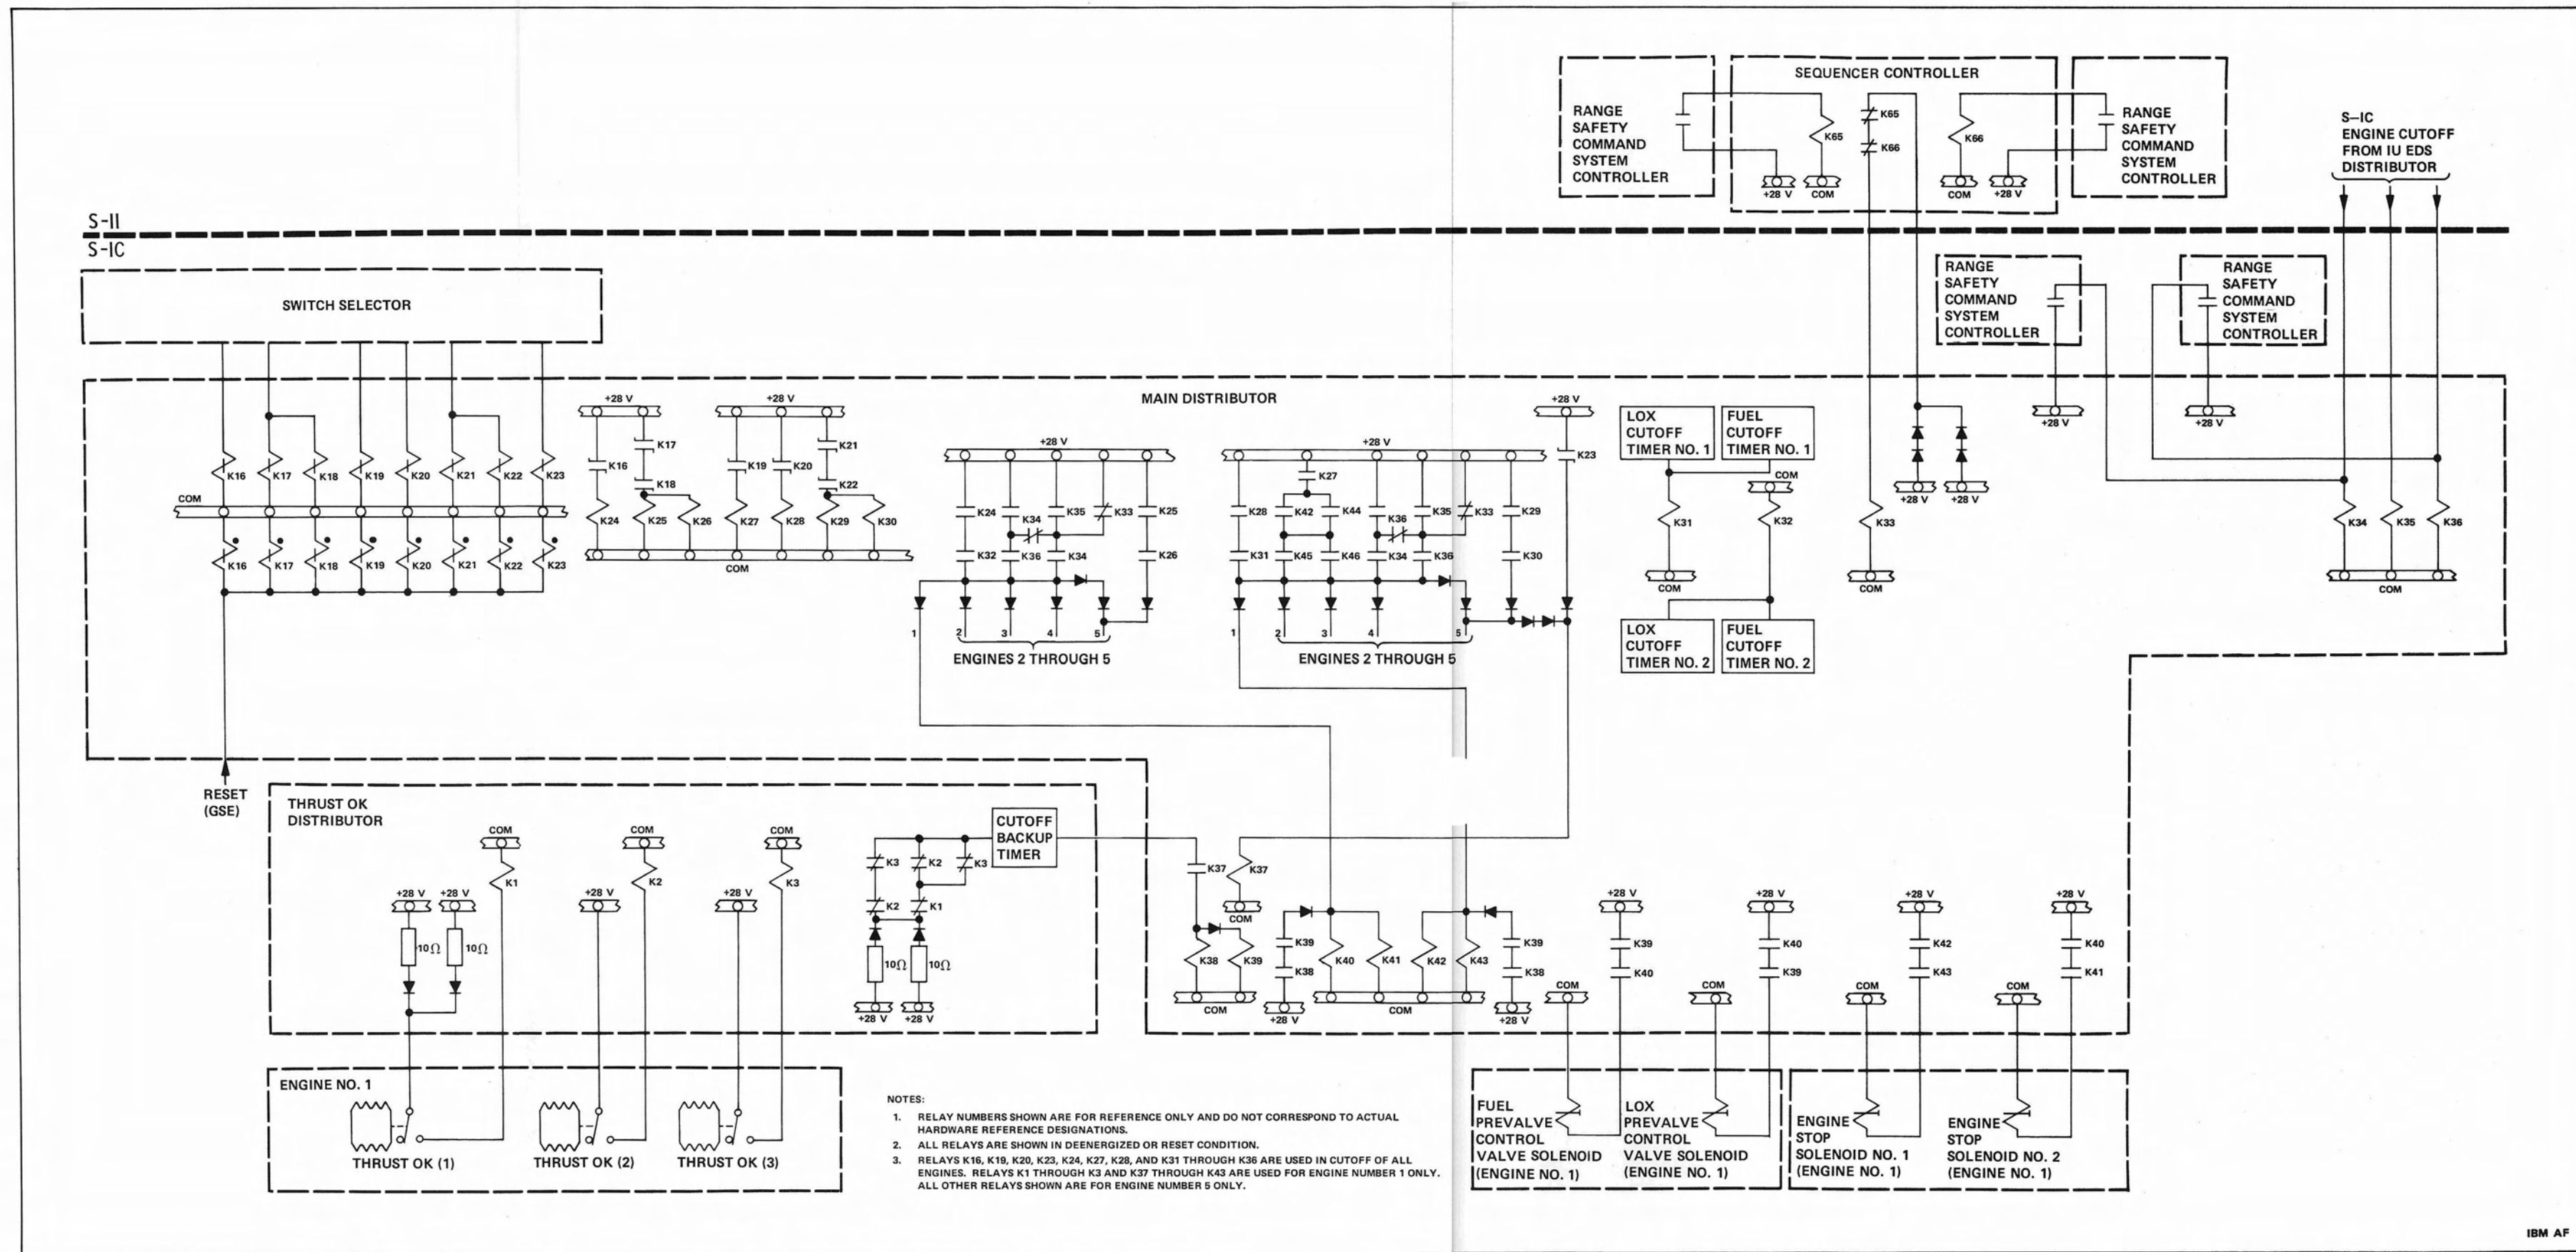 SEQUENCER CONTROLLER
RANGE
SAFETY
COMMAND
SYSTEM
CONTROLLER
K65
K65
K66
K66
+28 V
COM
COM
+28 V
RANGE
SAFETY
COMMAND
SYSTEM
CONTROLLER
S–IC
ENGINE CUTOFF
FROM IU EDS
DISTRIBUTOR
S-II
S-IC
SWITCH SELECTOR
RANGE
SAFETY
COMMAND
SYSTEM
CONTROLLER
RANGE
SAFETY
COMMAND
SYSTEM
CONTROLLER
+28 V
+28 V
MAIN DISTRIBUTOR
K16
K17
K18
K19
K20
K21
K22
K23
COM
K16
K17
K18
K19
K20
K21
K22
K23
+28 V
K16
K17
K18
K24
K25
K26
+28 V
K19
K20
K21
K22
K27
K28
K29
K30
COM
+28 V
K24
K34
K35
K33
K25
K32
K36
K34
K26
1
2
3
4
5
ENGINES 2 THROUGH 5
+28 V
K27
K28
K42
K44
K36
K35
K33
K29
K31
K45
K46
K34
K36
K30
1
2
3
4
5
ENGINES 2 THROUGH 5
+28 V
K23
LOX
CUTOFF
TIMER NO. 1
FUEL
CUTOFF
TIMER NO. 1
COM
K31
K32
COM
LOX
CUTOFF
TIMER NO. 2
FUEL
CUTOFF
TIMER NO. 2
K33
COM
+28 V
+28 V
K34
K35
K36
COM
RESET
(GSE)
THRUST OK
DISTRIBUTOR
COM
K1
+28 V
+28 V
10Ω
10Ω
COM
K2
+28 V
COM
K3
+28 V
CUTOFF
BACKUP
TIMER
K3
K2
K3
K2
K1
10Ω
10Ω
+28 V
+28 V
K37
K37
COM
K38
K39
COM
K39
K38
+28 V
K40
K41
K42
K43
COM
K39
K38
+28 V
+28 V
K39
K40
COM
+28 V
K40
K39
COM
+28 V
K42
K43
COM
+28 V
K40
K41
COM
ENGINE NO. 1
THRUST OK (1)
THRUST OK (2)
THRUST OK (3)
NOTES:
1. RELAY NUMBERS SHOWN ARE FOR REFERENCE ONLY AND DO NOT CORRESPOND TO ACTUAL
HARDWARE REFERENCE DESIGNATIONS.
2. ALL RELAYS ARE SHOWN IN DEENERGIZED OR RESET CONDITION.
3. RELAYS K16, K19, K20, K23, K24, K27, K28, AND K31 THROUGH K36 ARE USED IN CUTOFF OF ALL
ENGINES. RELAYS K1 THROUGH K3 AND K37 THROUGH K43 ARE USED FOR ENGINE NUMBER 1 ONLY.
ALL OTHER RELAYS SHOWN ARE FOR ENGINE NUMBER 5 ONLY.
FUEL
PREVALVE
CONTROL
VALVE SOLENOID
(ENGINE NO. 1)
LOX
PREVALVE
CONTROL
VALVE SOLENOID
(ENGINE NO. 1)
ENGINE
STOP
SOLENOID NO. 1
(ENGINE NO. 1)
ENGINE
STOP
SOLENOID NO. 2
(ENGINE NO. 1)
IBM AF